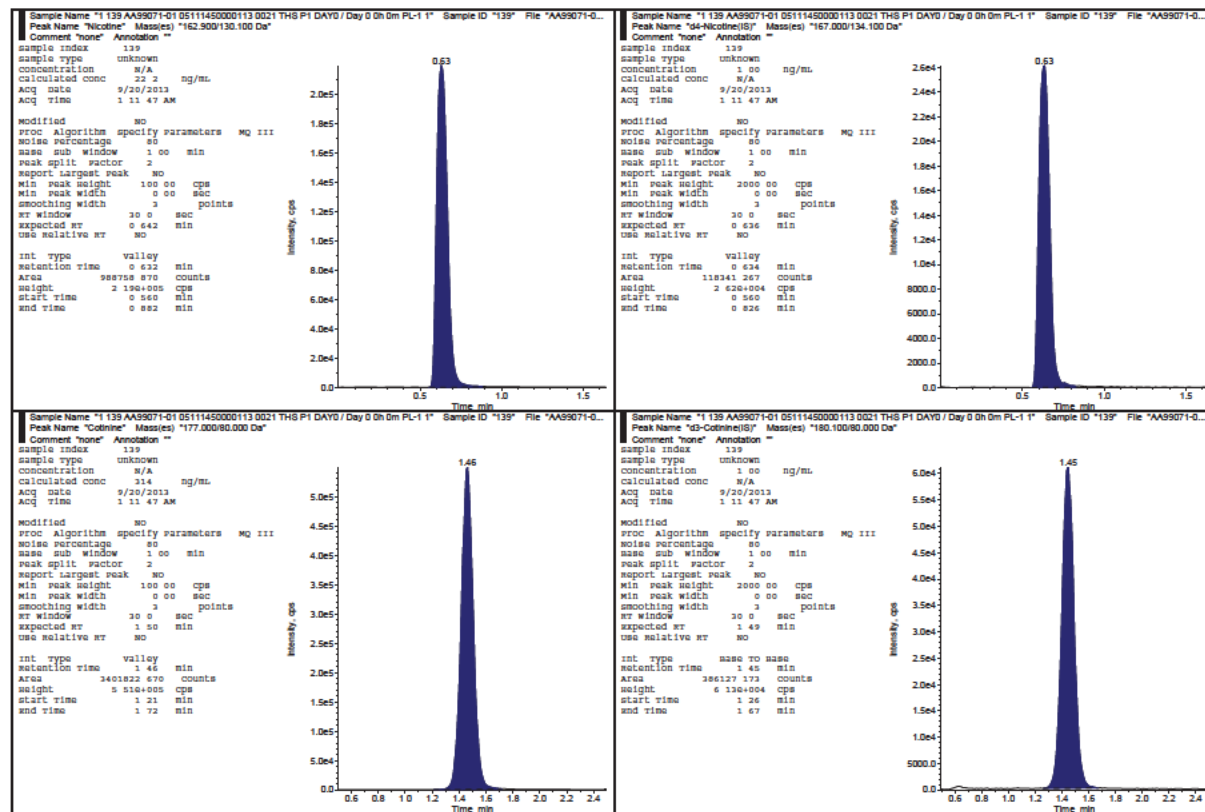 Sample Name "1 139 AA99071-01 05111450000113 0021 THS P1 DAY0 / Day 0 0h 0m PL-1 1" Sample ID "139" File "AA99071-0...
Peak Name "Nicotine" Mass(es) "162.900/130.100 Da"
Comment "none" Annotation ""
Sample Index 139
Sample Type Unknown
Concentration N/A
Calculated Conc 22 2 ng/mL
Acq Date 9/20/2013
Acq Time 1 11 47 AM
Modified NO
Proc Algorithm Specify Parameters MQ III
Noise Percentage 80
Base Sub Window 1 00 min
Peak Split Factor 2
Report Largest Peak NO
Min Peak Height 100 00 cps
Min Peak Width 0 00 sec
Smoothing Width 3 points
RT Window 30 0 sec
Expected RT 0 642 min
Use Relative RT NO
Int Type Valley
Retention Time 0 632 min
Area 988758 870 counts
Height 2 19e+005 cps
Start Time 0 560 min
End Time 0 882 min
0.63
Intensity, cps
2.0e5
1.8e5
1.6e5
1.4e5
1.2e5
1.0e5
8.0e4
6.0e4
4.0e4
2.0e4
0.0
0.5 1.0 1.5
Time, min
Sample Name "1 139 AA99071-01 05111450000113 0021 THS P1 DAY0 / Day 0 0h 0m PL-1 1" Sample ID "139" File "AA99071-0...
Peak Name "d4-Nicotine(IS)" Mass(es) "167.000/134.100 Da"
Comment "none" Annotation ""
Sample Index 139
Sample Type Unknown
Concentration 1 00 ng/mL
Calculated Conc N/A
Acq Date 9/20/2013
Acq Time 1 11 47 AM
Modified NO
Proc Algorithm Specify Parameters MQ III
Noise Percentage 80
Base Sub Window 1 00 min
Peak Split Factor 2
Report Largest Peak NO
Min Peak Height 2000 00 cps
Min Peak Width 0 00 sec
Smoothing Width 3 points
RT Window 30 0 sec
Expected RT 0 636 min
Use Relative RT NO
Int Type Valley
Retention Time 0 634 min
Area 118341 267 counts
Height 2 62e+004 cps
Start Time 0 560 min
End Time 0 826 min
0.63
Intensity, cps
2.6e4
2.4e4
2.2e4
2.0e4
1.8e4
1.6e4
1.4e4
1.2e4
1.0e4
8000.0
6000.0
4000.0
2000.0
0.0
0.5 1.0 1.5
Time, min
Sample Name "1 139 AA99071-01 05111450000113 0021 THS P1 DAY0 / Day 0 0h 0m PL-1 1" Sample ID "139" File "AA99071-0...
Peak Name "Cotinine" Mass(es) "177.000/80.000 Da"
Comment "none" Annotation ""
Sample Index 139
Sample Type Unknown
Concentration N/A
Calculated Conc 314 ng/mL
Acq Date 9/20/2013
Acq Time 1 11 47 AM
Modified NO
Proc Algorithm Specify Parameters MQ III
Noise Percentage 80
Base Sub Window 1 00 min
Peak Split Factor 2
Report Largest Peak NO
Min Peak Height 100 00 cps
Min Peak Width 0 00 sec
Smoothing Width 3 points
RT Window 30 0 sec
Expected RT 1 50 min
Use Relative RT NO
Int Type Valley
Retention Time 1 46 min
Area 3401822 670 counts
Height 5 51e+005 cps
Start Time 1 21 min
End Time 1 72 min
1.46
Intensity, cps
5.0e5
4.5e5
4.0e5
3.5e5
3.0e5
2.5e5
2.0e5
1.5e5
1.0e5
5.0e4
0.0
0.6 0.8 1.0 1.2 1.4 1.6 1.8 2.0 2.2 2.4
Time, min
Sample Name "1 139 AA99071-01 05111450000113 0021 THS P1 DAY0 / Day 0 0h 0m PL-1 1" Sample ID "139" File "AA99071-0...
Peak Name "d3-Cotinine(IS)" Mass(es) "180.100/80.000 Da"
Comment "none" Annotation ""
Sample Index 139
Sample Type Unknown
Concentration 1 00 ng/mL
Calculated Conc N/A
Acq Date 9/20/2013
Acq Time 1 11 47 AM
Modified NO
Proc Algorithm Specify Parameters MQ III
Noise Percentage 80
Base Sub Window 1 00 min
Peak Split Factor 2
Report Largest Peak NO
Min Peak Height 2000 00 cps
Min Peak Width 0 00 sec
Smoothing Width 3 points
RT Window 30 0 sec
Expected RT 1 49 min
Use Relative RT NO
Int Type Base To Base
Retention Time 1 45 min
Area 386127 173 counts
Height 6 13e+004 cps
Start Time 1 26 min
End Time 1 67 min
1.45
Intensity, cps
6.0e4
5.5e4
5.0e4
4.5e4
4.0e4
3.5e4
3.0e4
2.5e4
2.0e4
1.5e4
1.0e4
5000.0
0.0
0.6 0.8 1.0 1.2 1.4 1.6 1.8 2.0 2.2 2.4
Time, min